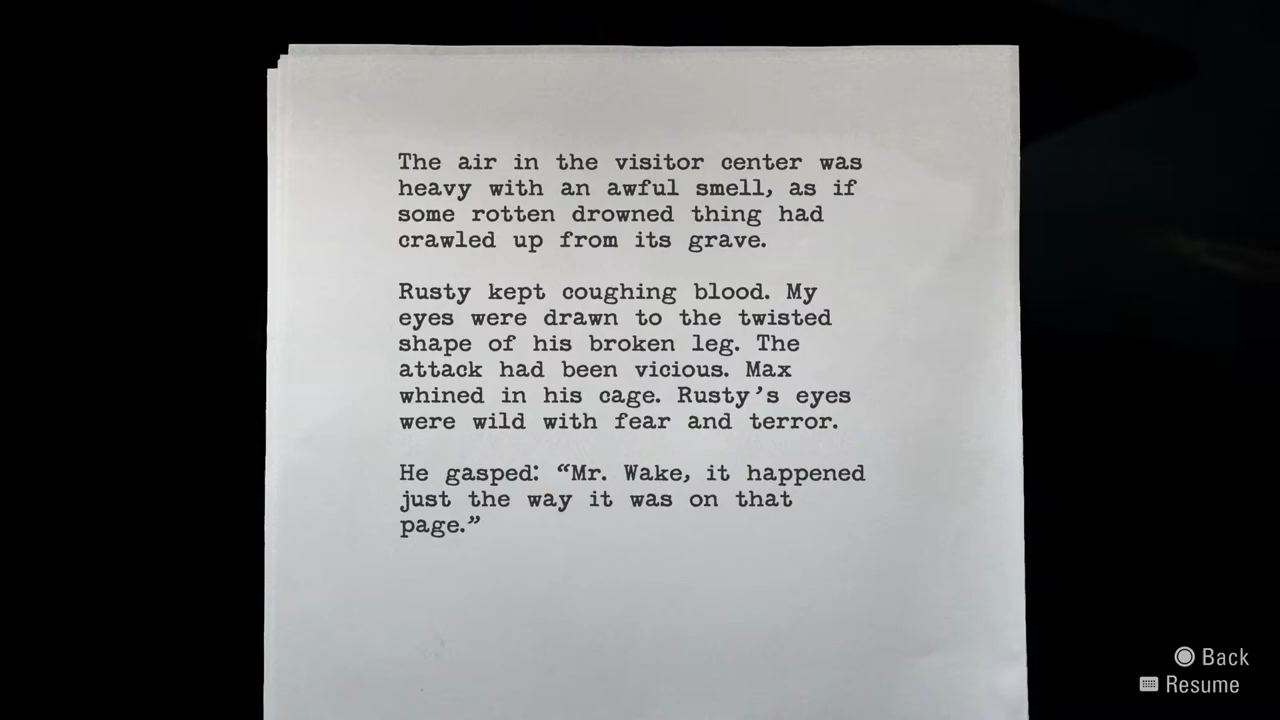 The air in the visitor center was
heavy with an awful smell, as if
some rotten drowned thing had
crawled up from its grave.
Rusty kept coughing blood. My
eyes were drawn to the twisted
shape of his broken leg. The
attack had been vicious. Max
whined in his cage. Rusty’s eyes
were wild with fear and terror.
He gasped: “Mr. Wake, it happened
just the way it was on that
page.”
Back
Resume